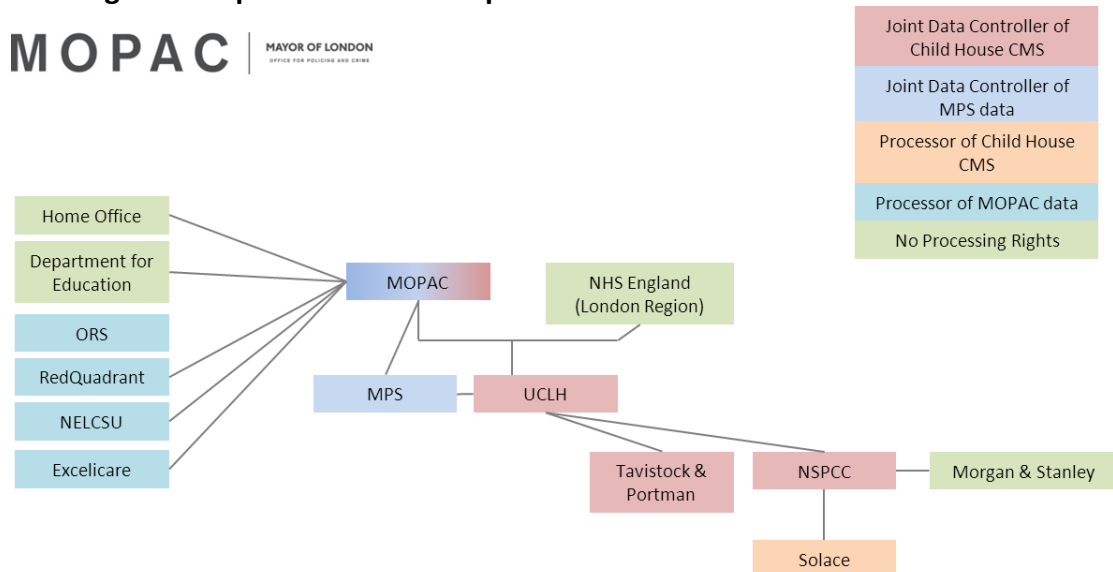 MOPAC
MAYOR OF LONDON
OFFICE FOR POLICING AND CRIME
Joint Data Controller of
Child House CMS
Joint Data Controller of
MPS data
Processor of Child House
CMS
Processor of MOPAC data
No Processing Rights
Home Office
Department for
Education
ORS
RedQuadrant
NELCSU
Excelicare
MOPAC
NHS England
(London Region)
MPS
UCLH
Tavistock &
Portman
NSPCC
Morgan & Stanley
Solace